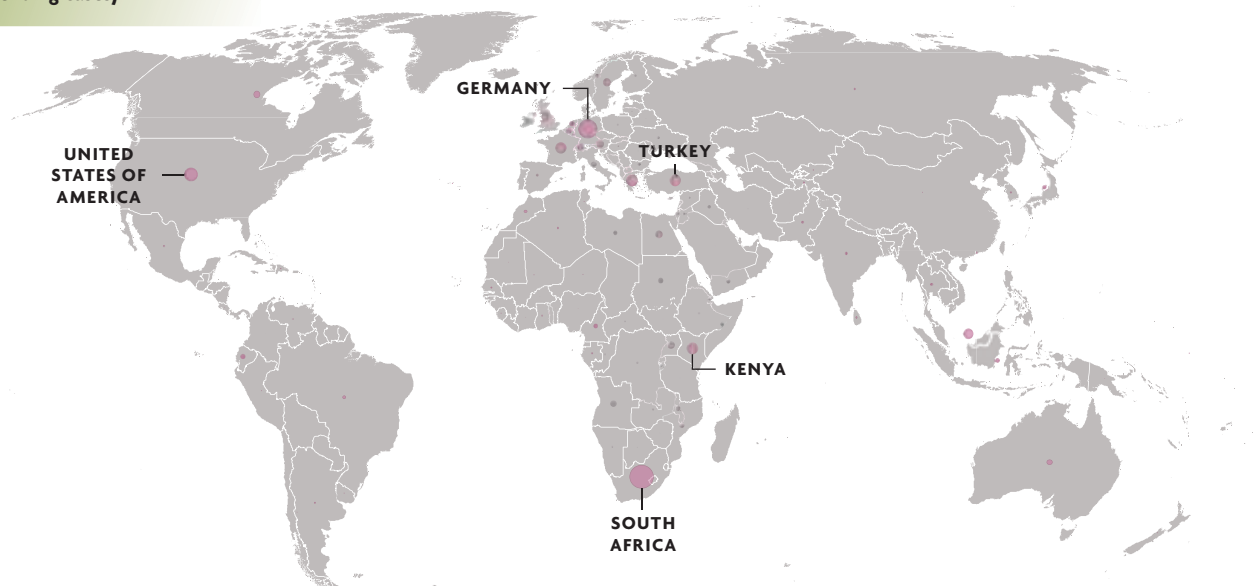 GERMANY
TURKEY
UNITED
STATES OF
AMERICA
KENYA
SOUTH
AFRICA